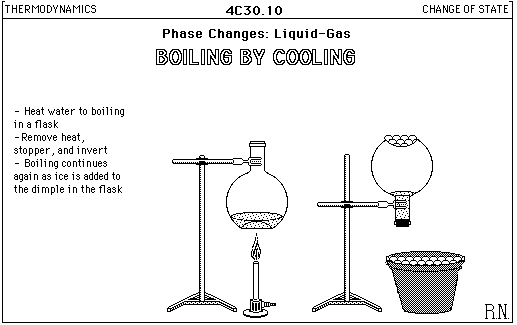 THERMODYNAMICS
4C30.10
CHANGE OF STATE
Phase Changes: Liquid-Gas
BOILING BY COOLING
- Heat water to boiling
in a flask
-Remove heat,
stopper, and invert
- Boiling continues
again as ice is added to
the dimple in the flask
R.N.